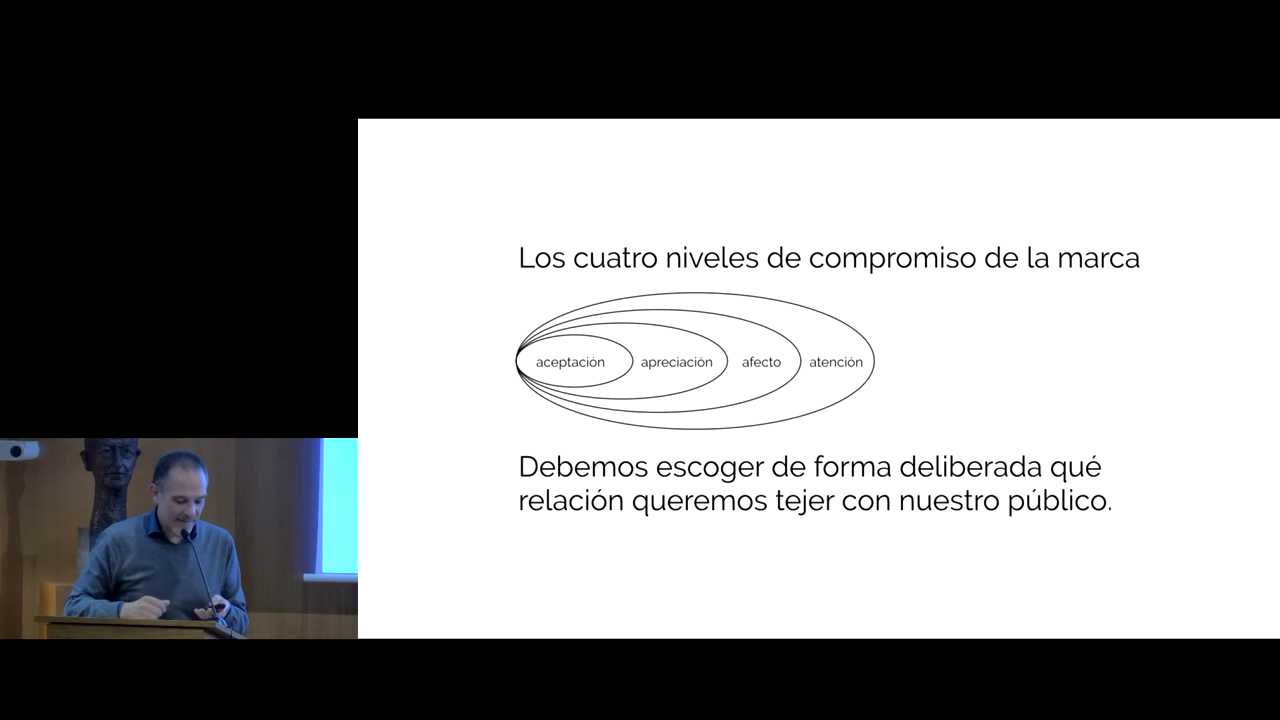 Los cuatro niveles de compromiso de la marca
aceptación apreciación afecto atención
Debemos escoger de forma deliberada qué
relación queremos tejer con nuestro público.